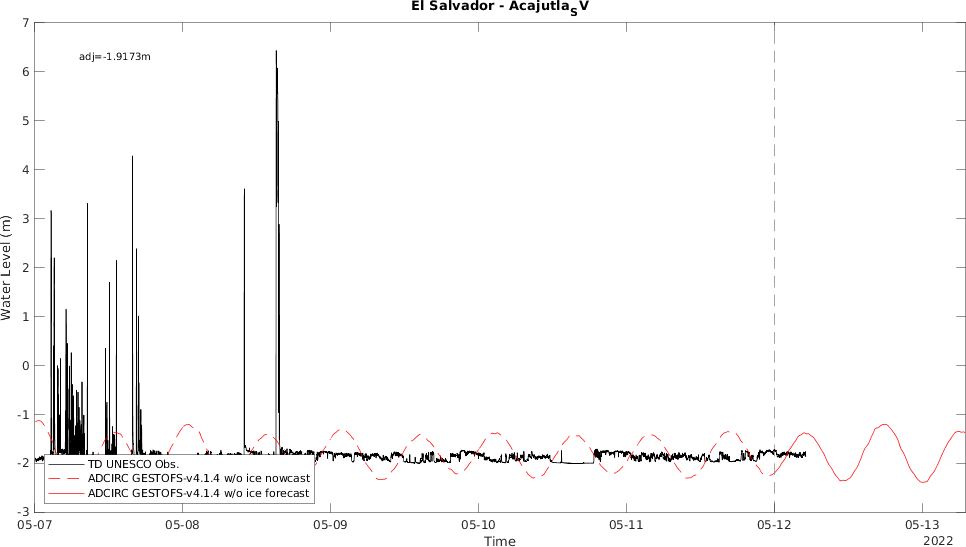 El Salvador - AcajutlaSV
adj=-1.9173m
7
6
5
4
3
2
1
0
-1
-2
-3
Water Level (m)
TD UNESCO Obs.
ADCIRC GESTOFS-v4.1.4 w/o ice nowcast
ADCIRC GESTOFS-v4.1.4 w/o ice forecast
05-07
05-08
05-09
05-10
05-11
05-12
05-13
Time
2022